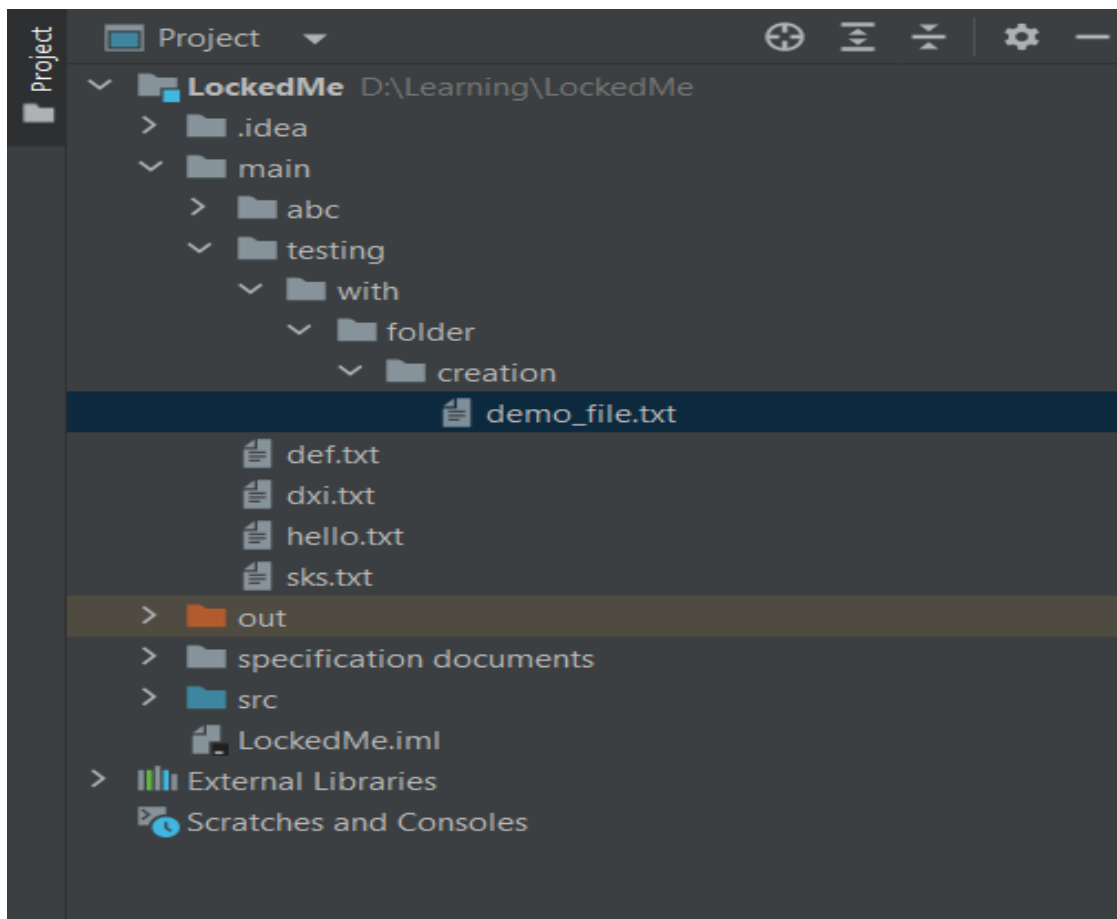 Project
Project
LockedMe D:\Learning\LockedMe
.idea
main
abc
testing
with
folder
creation
demo_file.txt
def.txt
dxi.txt
hello.txt
sks.txt
out
specification documents
src
LockedMe.iml
External Libraries
Scratches and Consoles